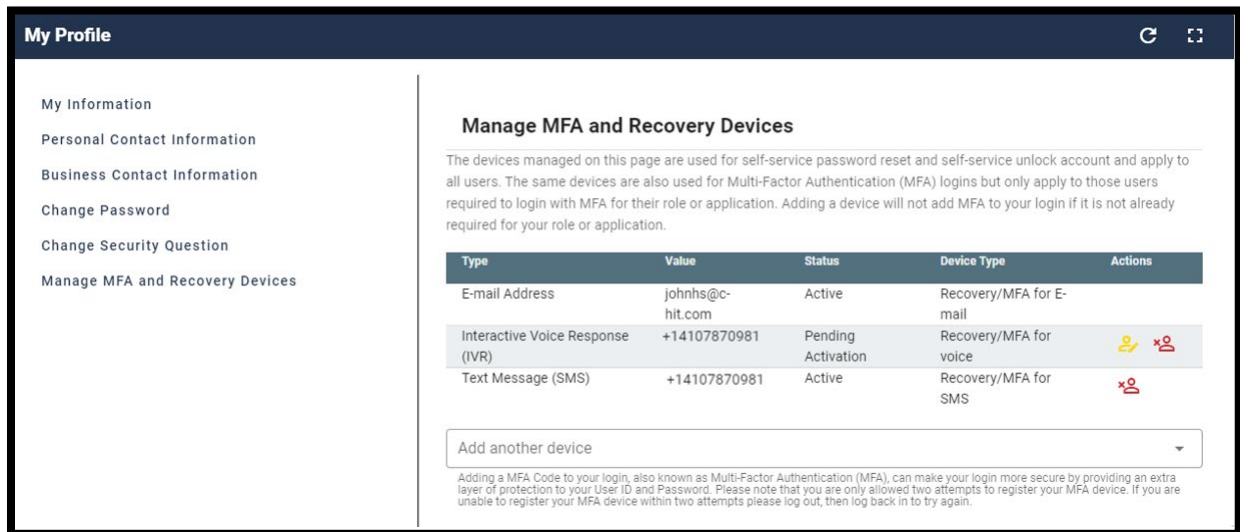 My Profile
My Information
Personal Contact Information
Business Contact Information
Change Password
Change Security Question
Manage MFA and Recovery Devices
Manage MFA and Recovery Devices
The devices managed on this page are used for self-service password reset and self-service unlock account and apply to
all users. The same devices are also used for Multi-Factor Authentication (MFA) logins but only apply to those users
required to login with MFA for their role or application. Adding a device will not add MFA to your login if it is not already
required for your role or application.
Type Value Status Device Type Actions
E-mail Address johnhs@c- Active Recovery/MFA for E-
hit.com mail
Interactive Voice Response +14107870981 Pending Recovery/MFA for
(IVR) Activation voice
Text Message (SMS) +14107870981 Active Recovery/MFA for
SMS
Add another device
Adding a MFA Code to your login, also known as Multi-Factor Authentication (MFA), can make your login more secure by providing an extra
layer of protection to your User ID and Password. Please note that you are only allowed two attempts to register your MFA device. If you are
unable to register your MFA device within two attempts please log out, then log back in to try again.